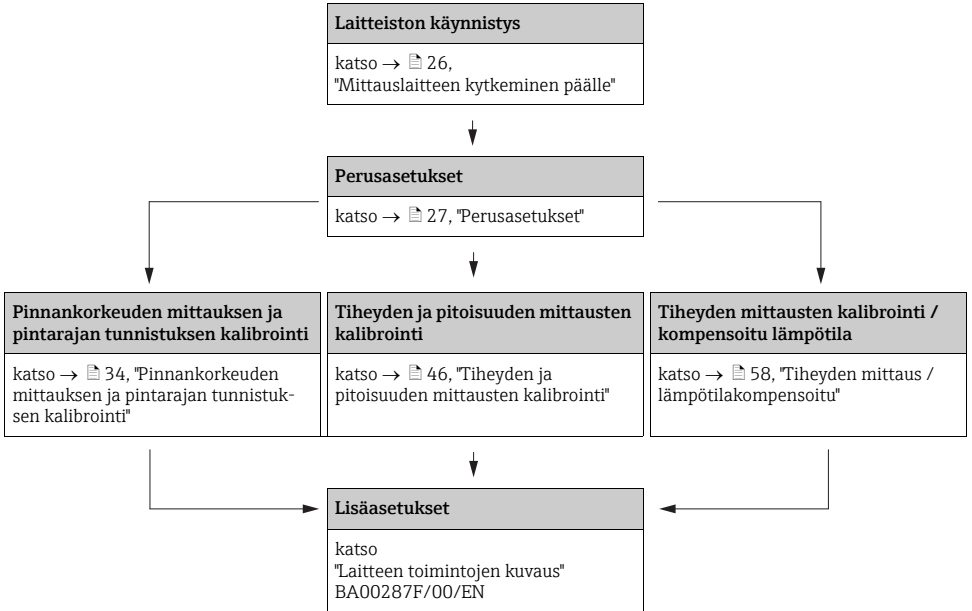 Laitteiston käynnistys
katso → 26,
"Mittauslaitteen kytkeminen päälle"
Perusasetukset
katso → 27, "Perusasetukset"
Pinnankorkeuden mittauksen ja
pintarajan tunnistuksen kalibrointi
katso → 34, "Pinnankorkeuden
mittauksen ja pintarajan tunnistuk-
sen kalibrointi"
Tiheyden ja pitoisuuden mittausten
kalibrointi
katso → 46, "Tiheyden ja
pitoisuuden mittausten kalibrointi"
Tiheyden mittausten kalibrointi /
kompensoitu lämpötila
katso → 58, "Tiheyden mittaus /
lämpötilakompensoitu"
Lisäasetukset
katso
"Laitteen toimintojen kuvaus"
BA00287F/00/EN